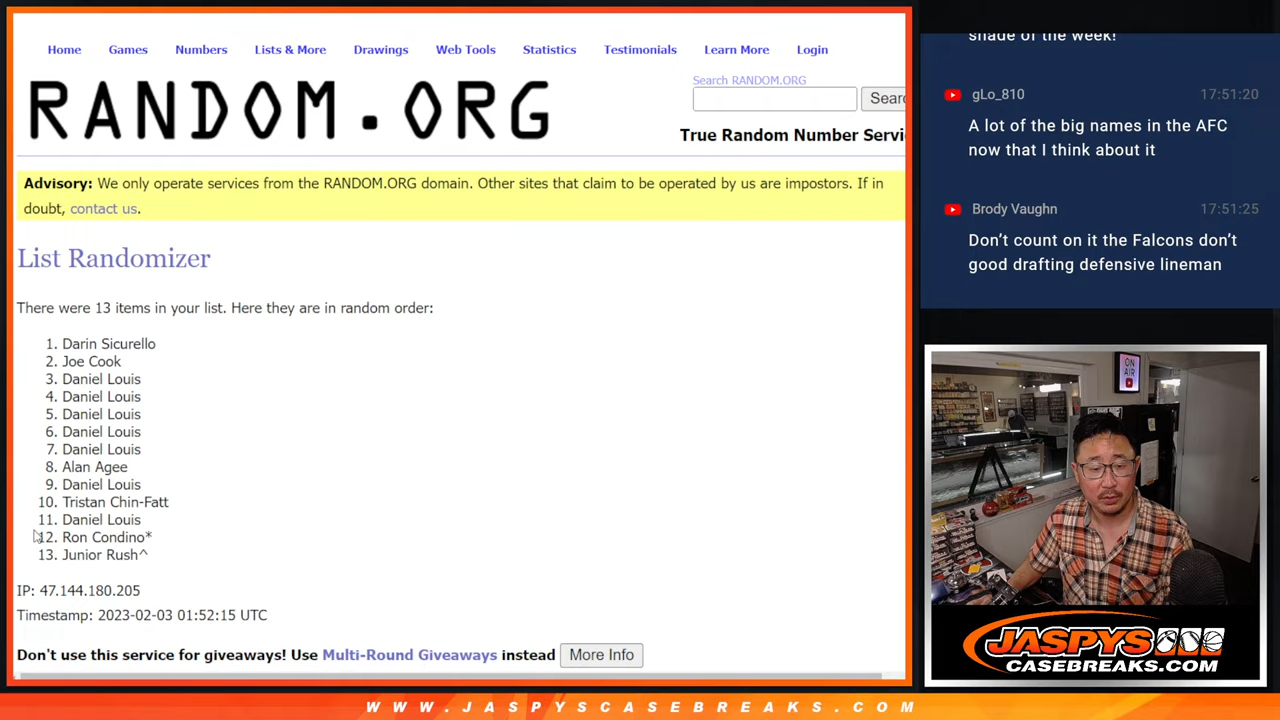 Home Games Numbers Lists & More Drawings Web Tools Statistics Testimonials Learn More Login
RANDOM.ORG
Search RANDOM.ORG
Searc
True Random Number Servi
Advisory: We only operate services from the RANDOM.ORG domain. Other sites that claim to be operated by us are impostors. If in
doubt, contact us.
List Randomizer
There were 13 items in your list. Here they are in random order:
1. Darin Sicurello
2. Joe Cook
3. Daniel Louis
4. Daniel Louis
5. Daniel Louis
6. Daniel Louis
7. Daniel Louis
8. Alan Agee
9. Daniel Louis
10. Tristan Chin-Fatt
11. Daniel Louis
12. Ron Condino*
13. Junior Rush^
IP: 47.144.180.205
Timestamp: 2023-02-03 01:52:15 UTC
Don't use this service for giveaways! Use Multi-Round Giveaways instead More Info
shade of the week!
gLo_810 17:51:20
A lot of the big names in the AFC
now that I think about it
Brody Vaughn 17:51:25
Don't count on it the Falcons don't
good drafting defensive lineman
ON
AIR
JASPYS
CASEBREAKS.COM
WWW.JASPYSCASEBREAKS.COM